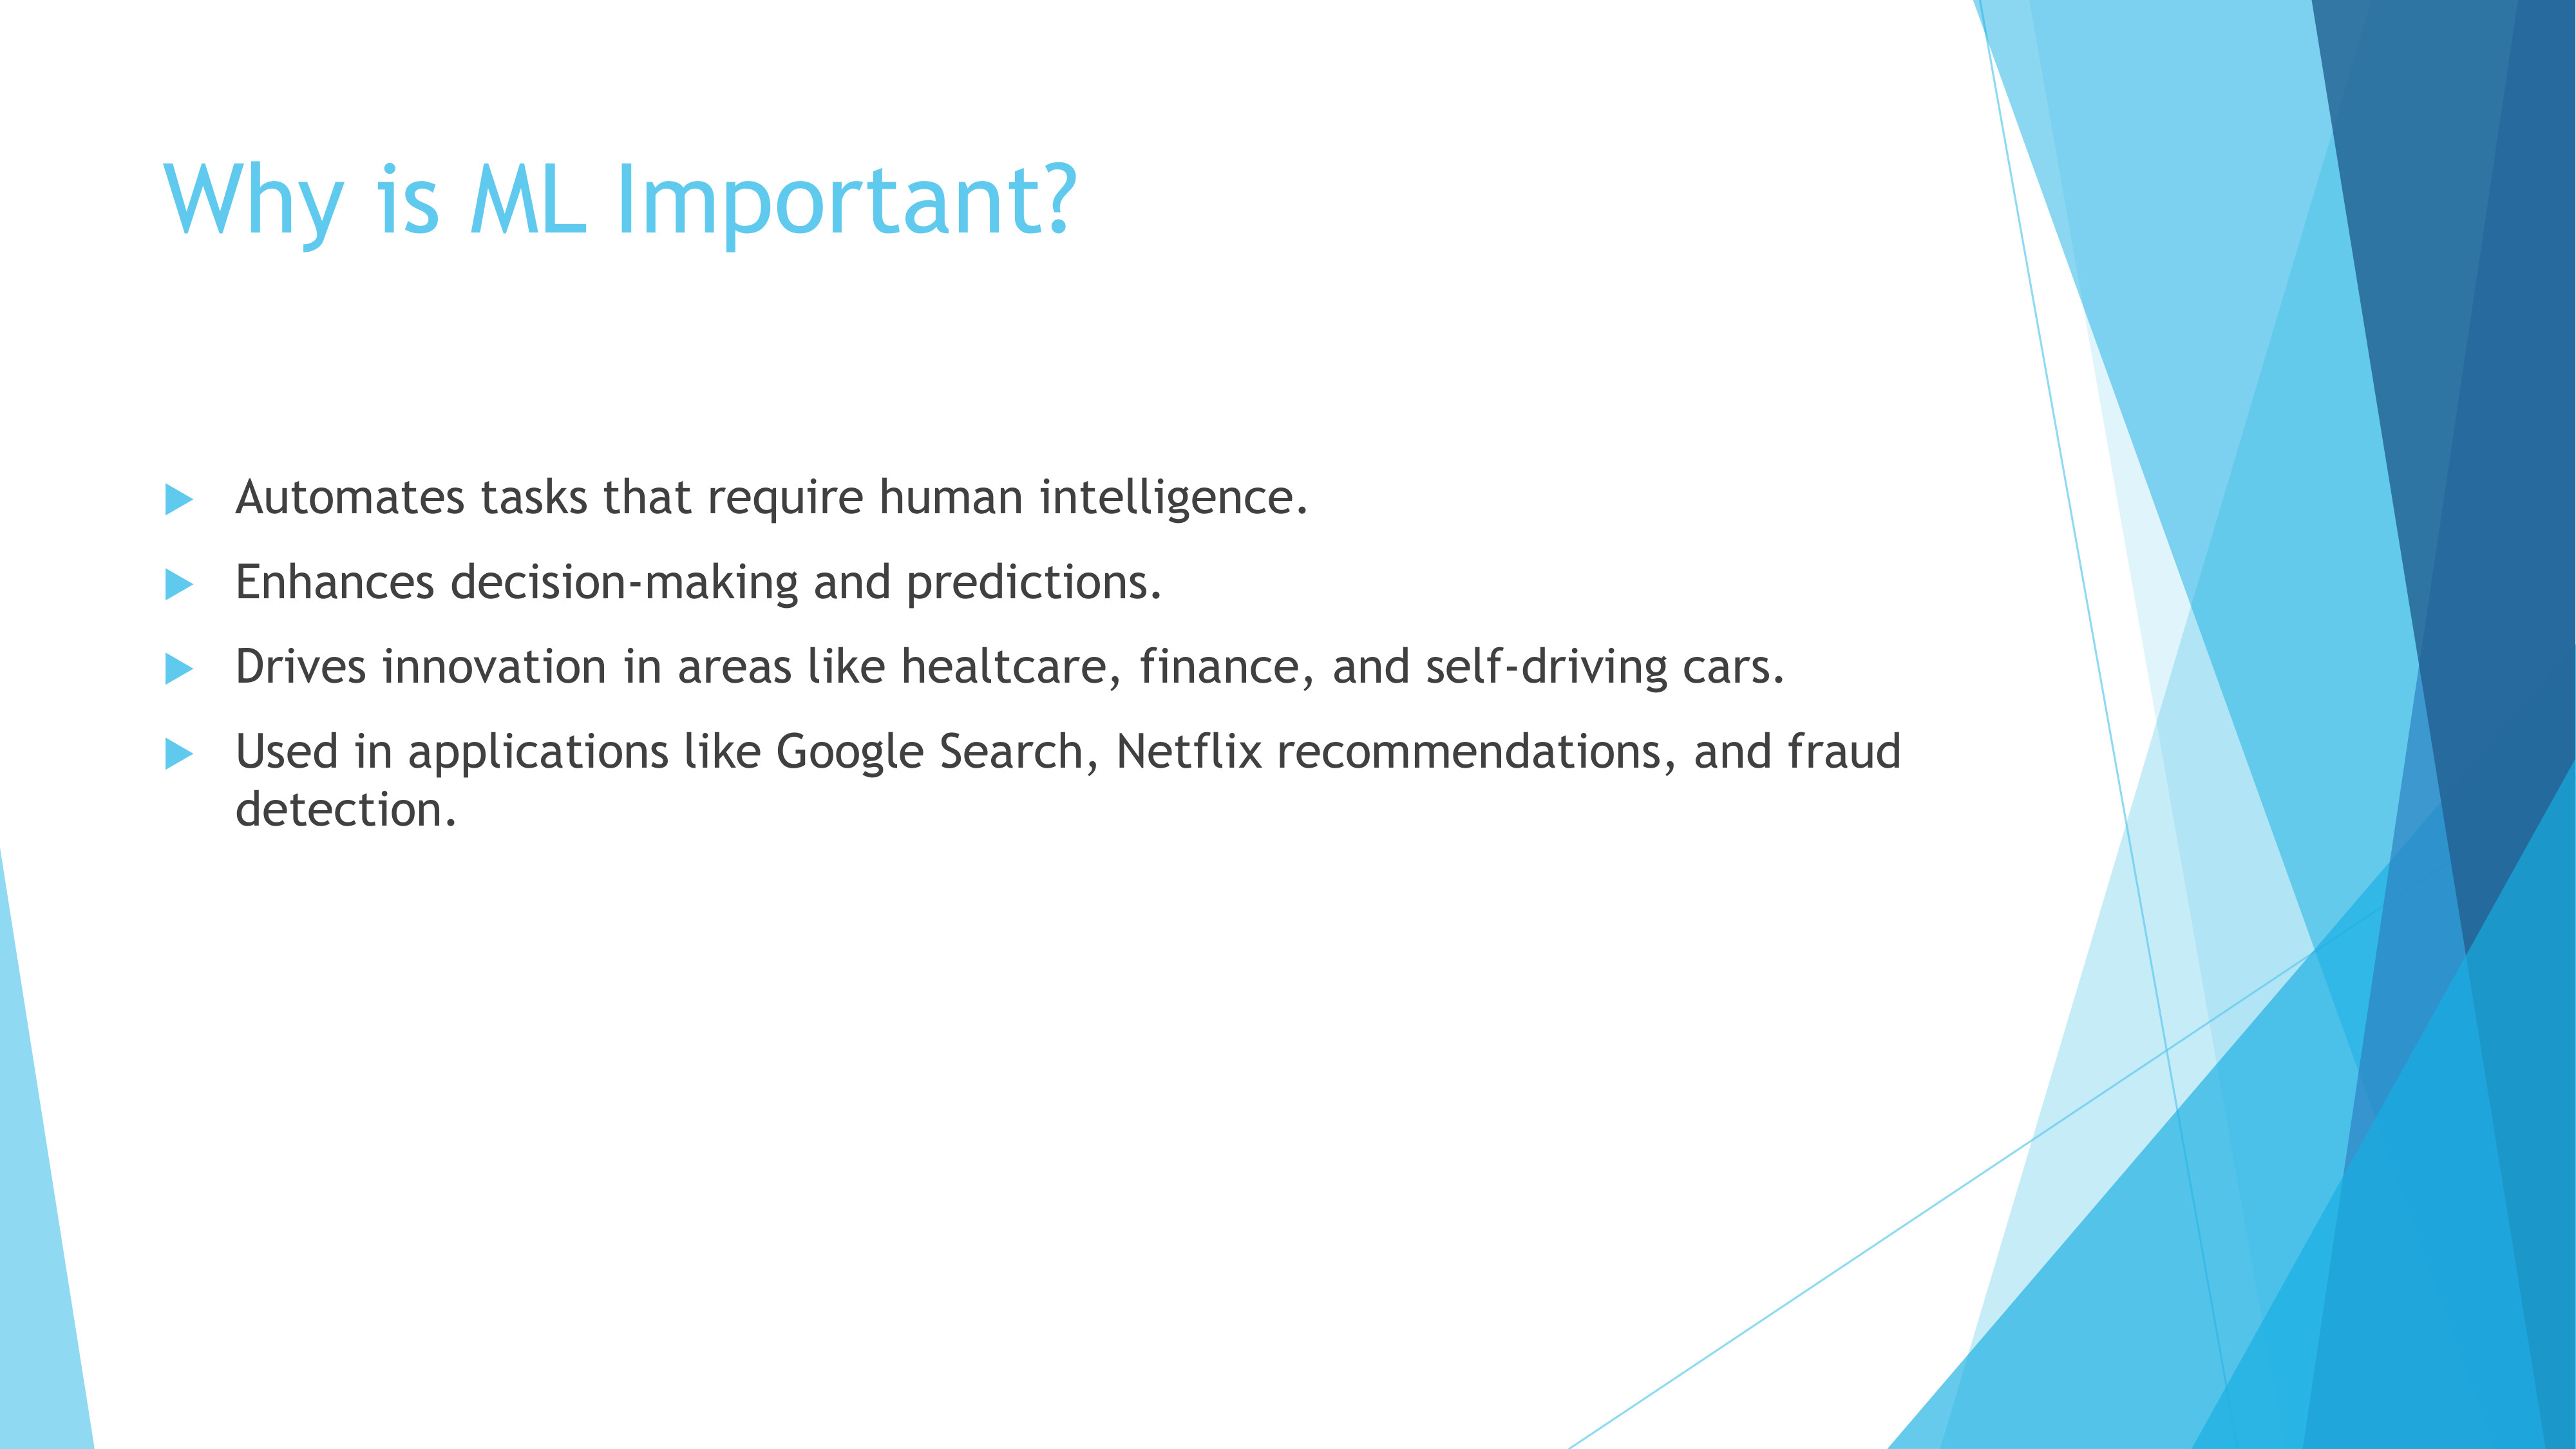 Why is ML Important?
Automates tasks that require human intelligence.
Enhances decision-making and predictions.
Drives innovation in areas like healtcare, finance, and self-driving cars.
Used in applications like Google Search, Netflix recommendations, and fraud
detection.